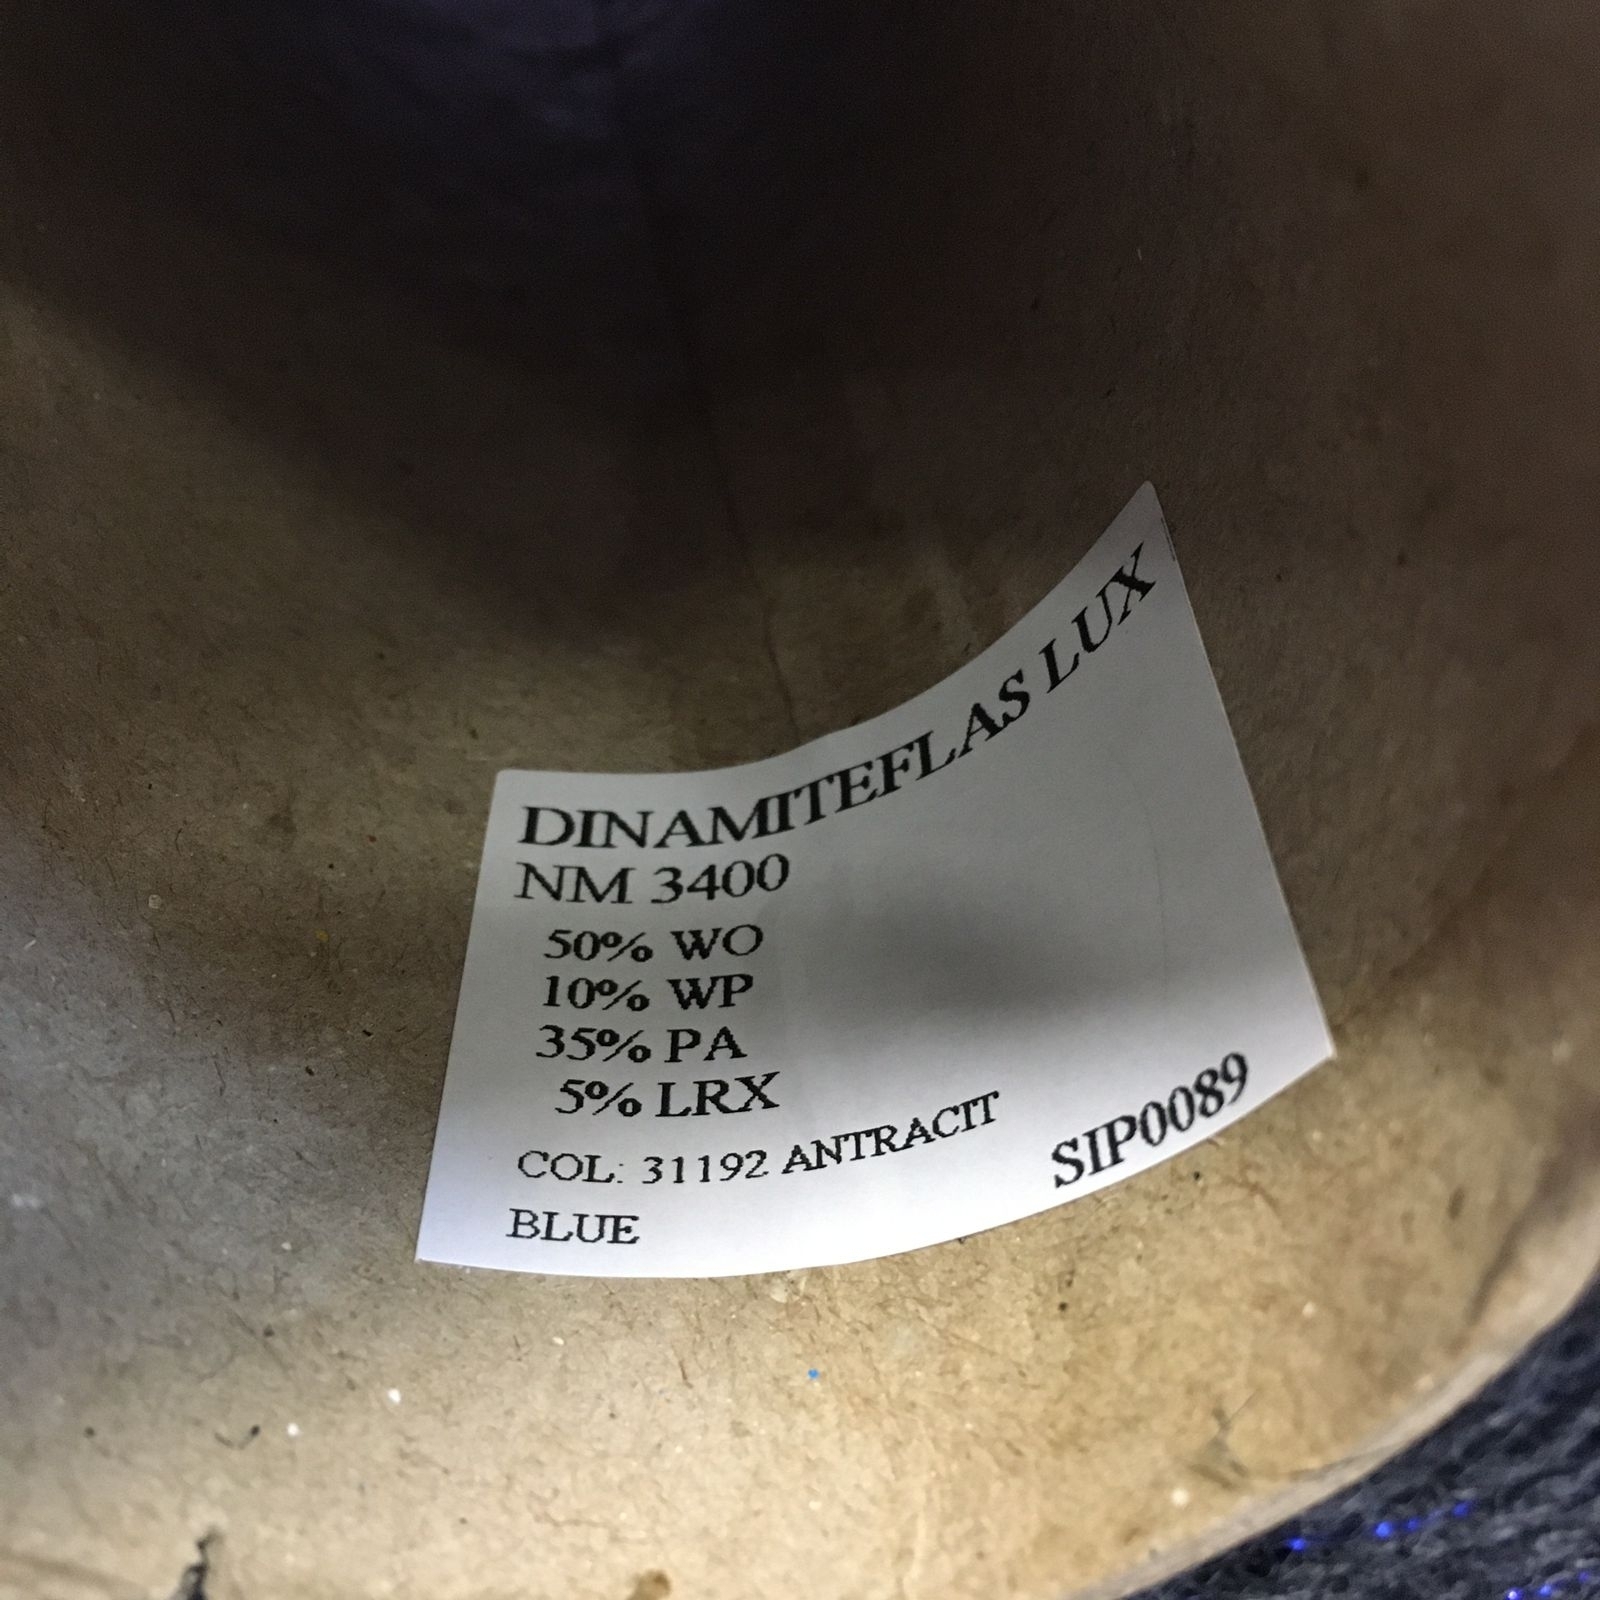 DINAMITEFLAS LUX
NM 3400
50% WO
10% WP
35% PA
5% LRX
COL: 31192 ANTRACIT
BLUE
SIP0089